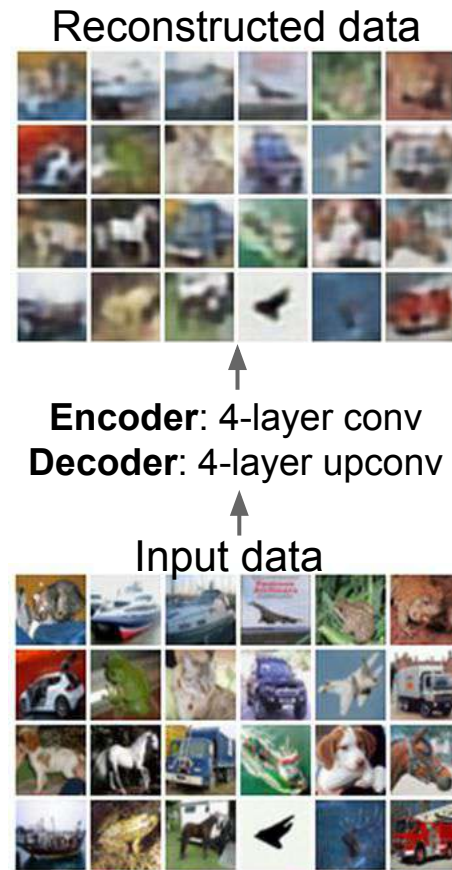 Reconstructed data
Encoder: 4-layer conv
Decoder: 4-layer upconv
Input data